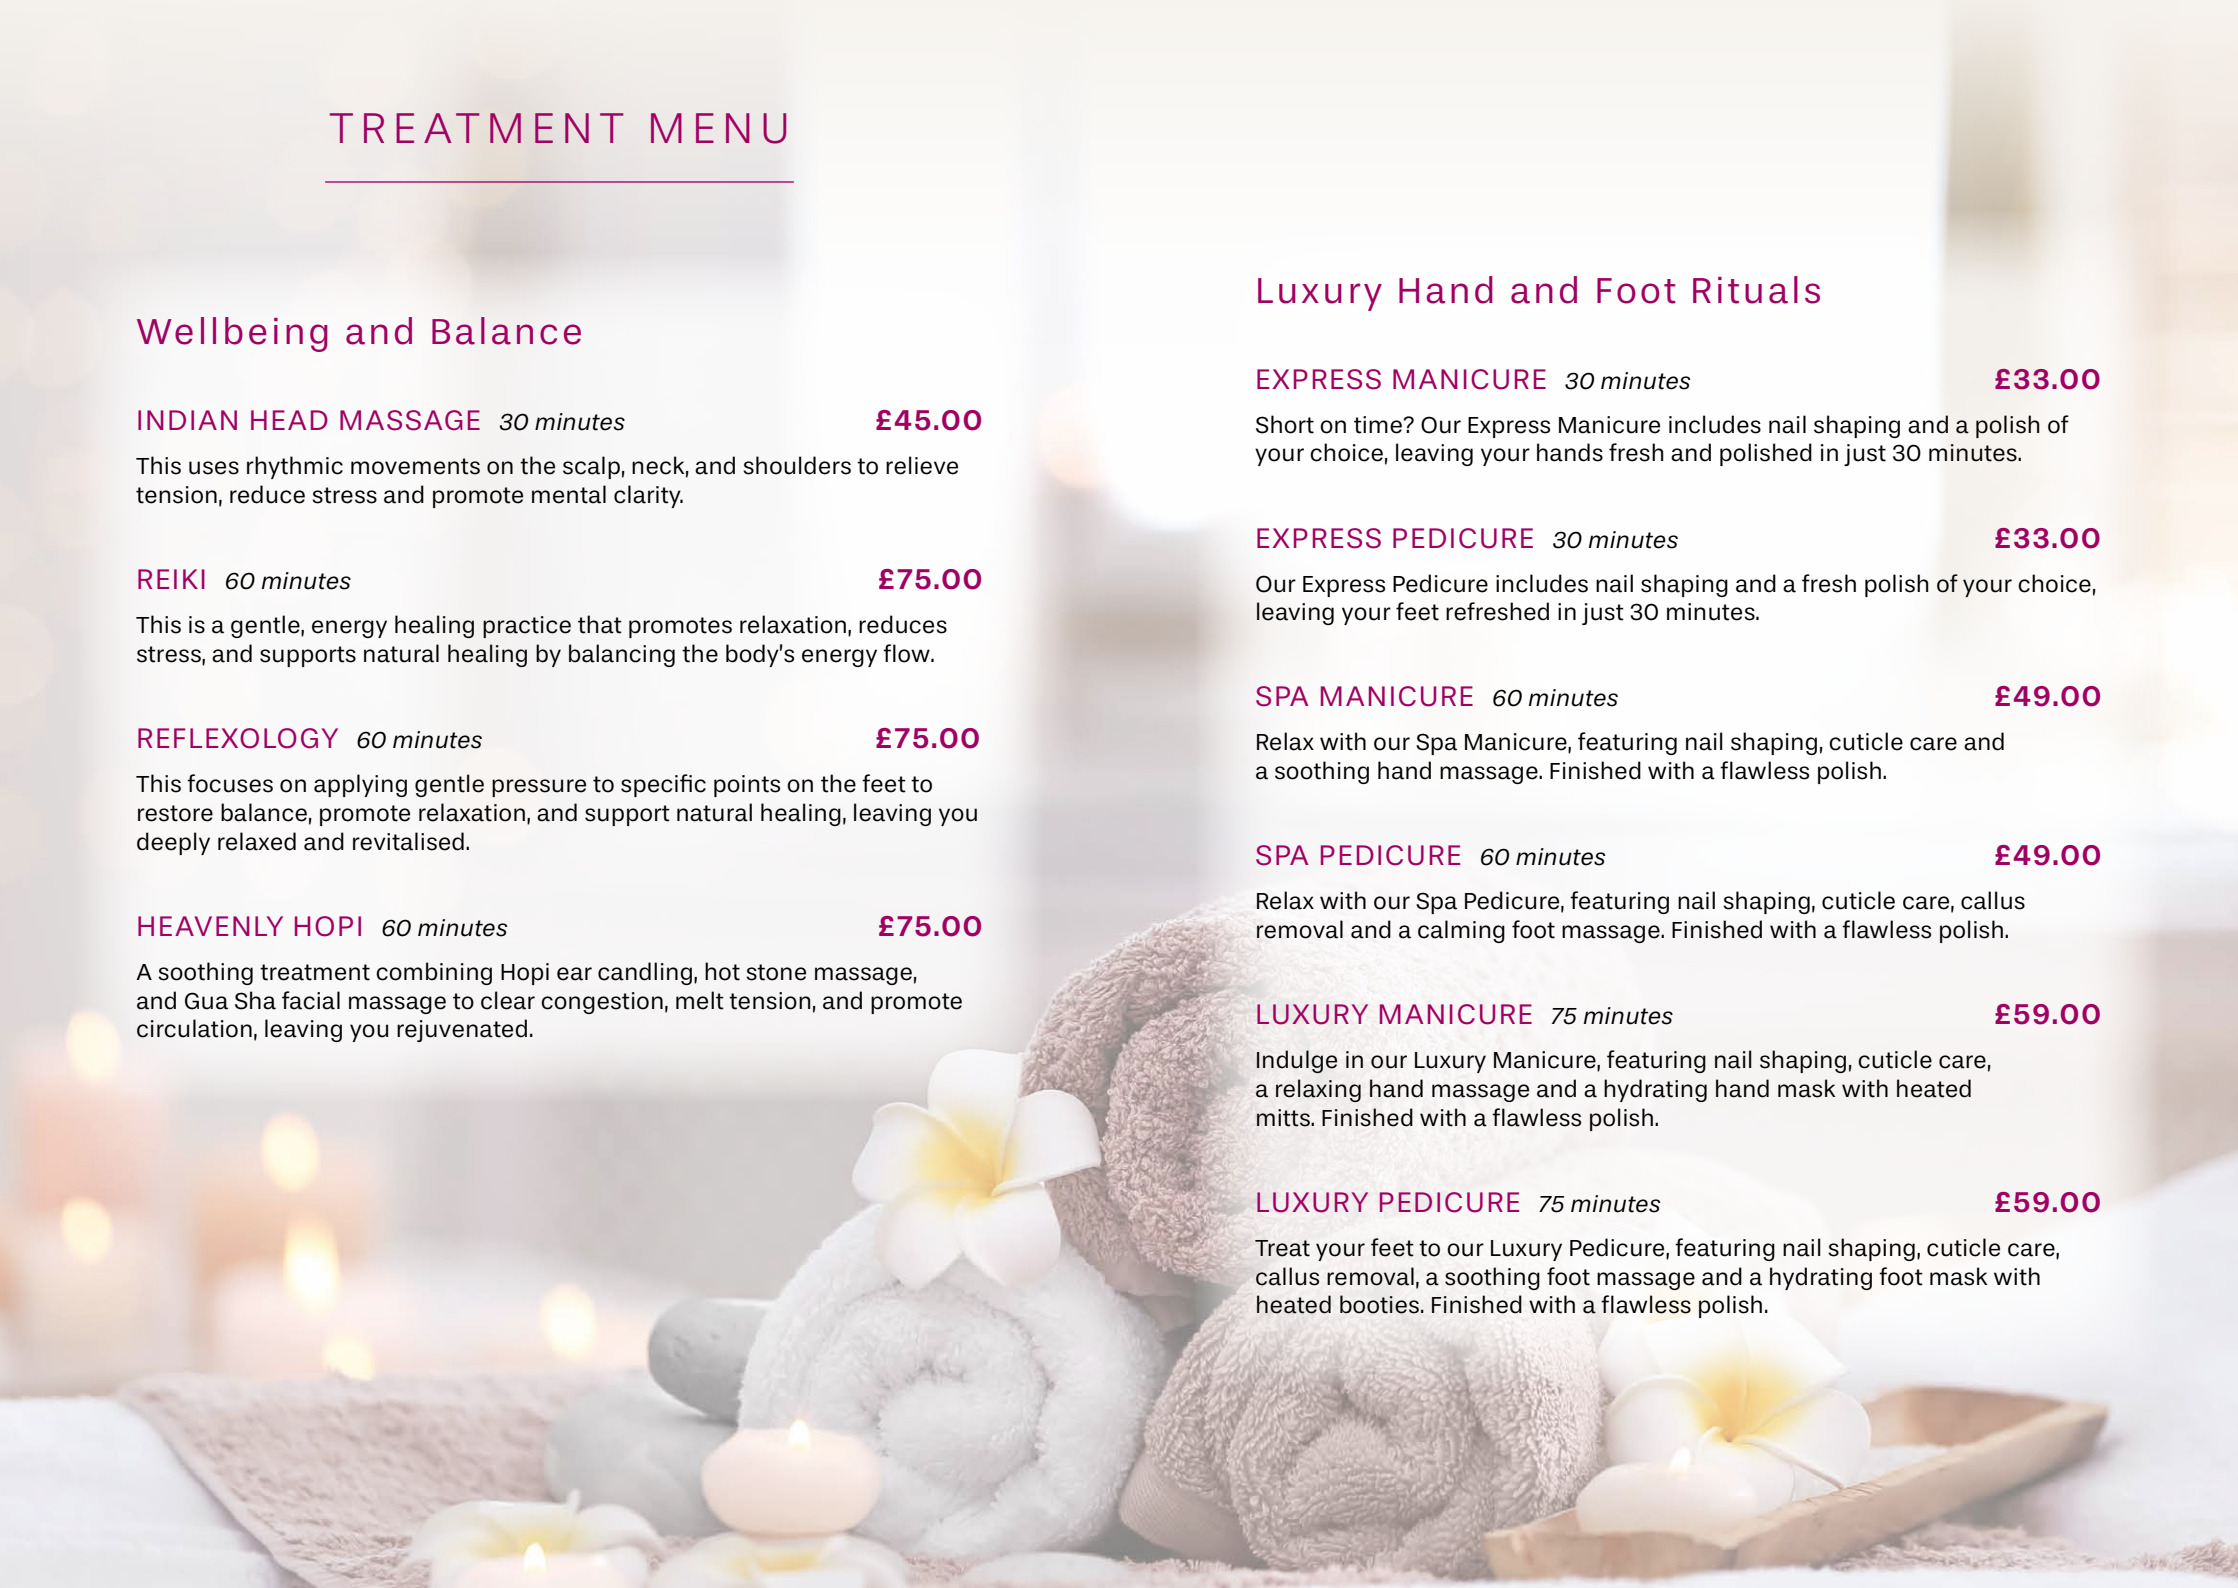 TREATMENT MENU
Wellbeing and Balance
INDIAN HEAD MASSAGE 30 minutes £45.00
This uses rhythmic movements on the scalp, neck, and shoulders to relieve
tension, reduce stress and promote mental clarity.
REIKI 60 minutes £75.00
This is a gentle, energy healing practice that promotes relaxation, reduces
stress, and supports natural healing by balancing the body's energy flow.
REFLEXOLOGY 60 minutes £75.00
This focuses on applying gentle pressure to specific points on the feet to
restore balance, promote relaxation, and support natural healing, leaving you
deeply relaxed and revitalised.
HEAVENLY HOPI 60 minutes £75.00
A soothing treatment combining Hopi ear candling, hot stone massage,
and Gua Sha facial massage to clear congestion, melt tension, and promote
circulation, leaving you rejuvenated.
Luxury Hand and Foot Rituals
EXPRESS MANICURE 30 minutes £33.00
Short on time? Our Express Manicure includes nail shaping and a polish of
your choice, leaving your hands fresh and polished in just 30 minutes.
EXPRESS PEDICURE 30 minutes £33.00
Our Express Pedicure includes nail shaping and a fresh polish of your choice,
leaving your feet refreshed in just 30 minutes.
SPA MANICURE 60 minutes £49.00
Relax with our Spa Manicure, featuring nail shaping, cuticle care and
a soothing hand massage. Finished with a flawless polish.
SPA PEDICURE 60 minutes £49.00
Relax with our Spa Pedicure, featuring nail shaping, cuticle care, callus
removal and a calming foot massage. Finished with a flawless polish.
LUXURY MANICURE 75 minutes £59.00
Indulge in our Luxury Manicure, featuring nail shaping, cuticle care,
a relaxing hand massage and a hydrating hand mask with heated
mitts. Finished with a flawless polish.
LUXURY PEDICURE 75 minutes £59.00
Treat your feet to our Luxury Pedicure, featuring nail shaping, cuticle care,
callus removal, a soothing foot massage and a hydrating foot mask with
heated booties. Finished with a flawless polish.